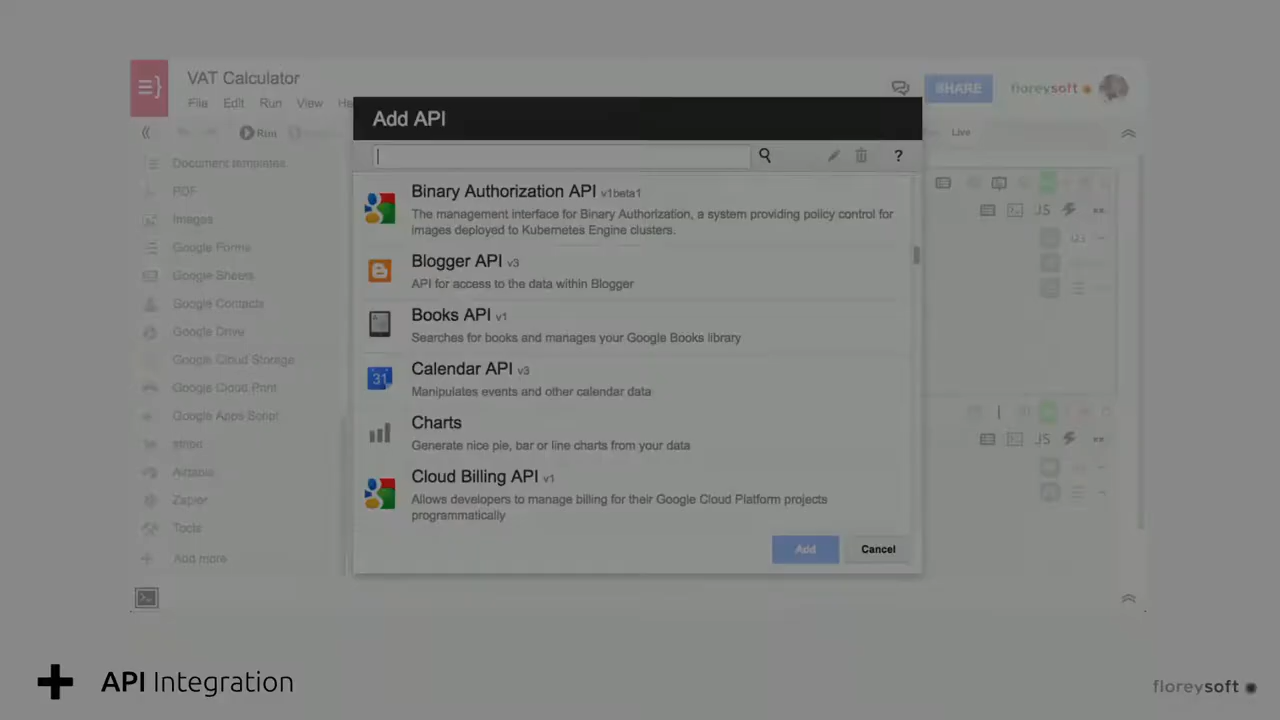 VAT Calculator
File Edit Run View He
SHARE
floreysoft
Run
Live
Document templates
PDF
Images
Google Forms
Google Sheets
Google Contacts
Google Drive
Google Cloud Storage
Google Cloud Print
Google Apps Script
stripe
Airtable
Zapier
Tools
Add more
Add API
?
Binary Authorization API v1beta1
The management interface for Binary Authorization, a system providing policy control for
images deployed to Kubernetes Engine clusters.
Blogger API v3
API for access to the data within Blogger
Books API v1
Searches for books and manages your Google Books library
31
Calendar API v3
Manipulates events and other calendar data
Charts
Generate nice pie, bar or line charts from your data
Cloud Billing API v1
Allows developers to manage billing for their Google Cloud Platform projects
programmatically
Add Cancel
JS
123
JS
API Integration
floreysoft